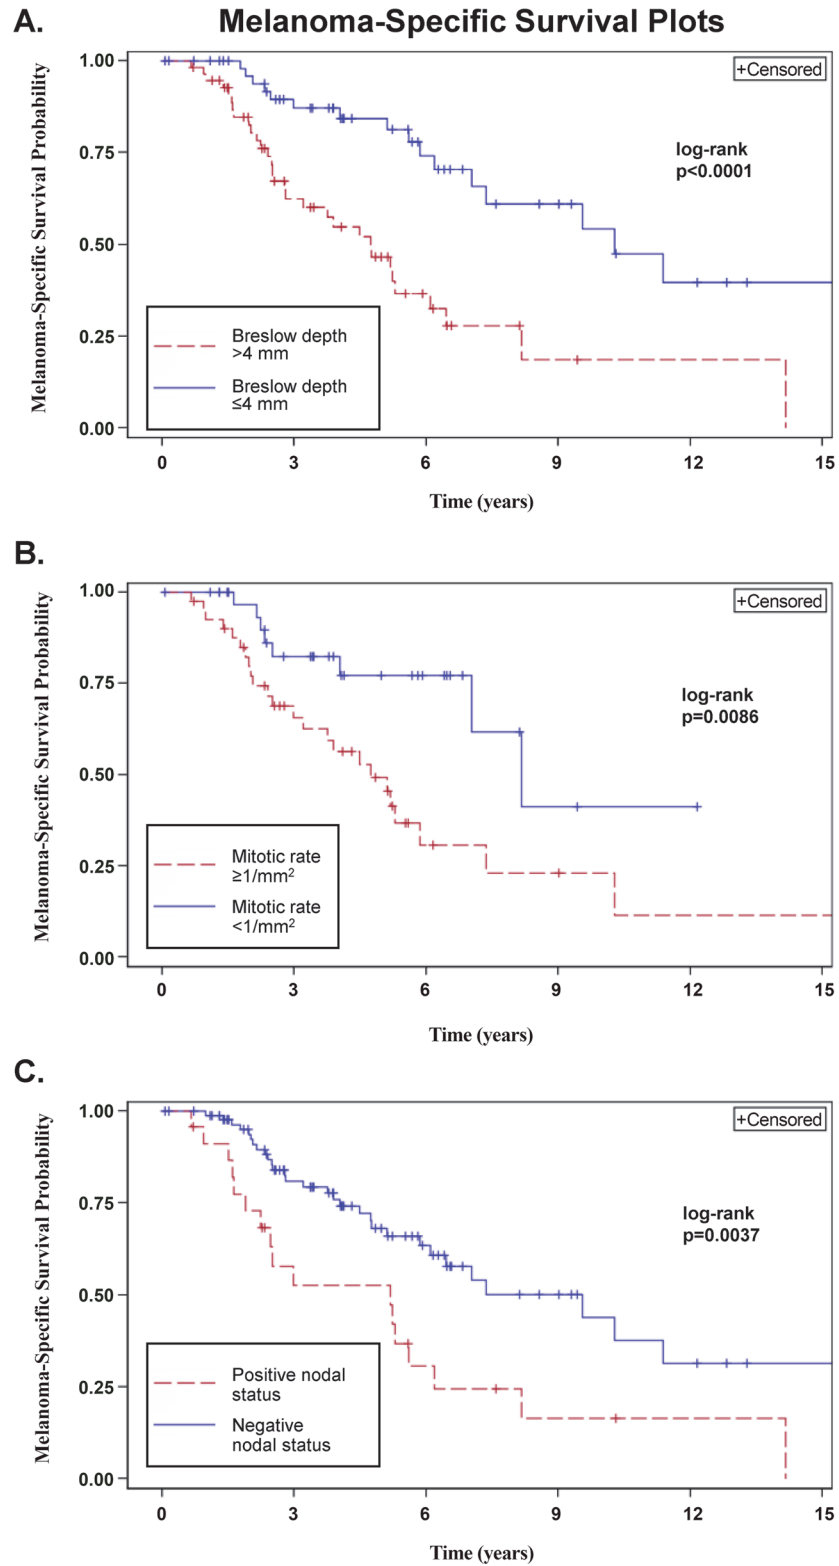 A.
Melanoma-Specific Survival Plots
Melanoma-Specific Survival Probability
1.00
0.75
0.50
0.25
0.00
+Censored
log-rank
p<0.0001
Breslow depth
>4 mm
Breslow depth
≤4 mm
0 3 6 9 12 15
Time (years)
B.
Melanoma-Specific Survival Probability
1.00
0.75
0.50
0.25
0.00
+Censored
log-rank
p=0.0086
Mitotic rate
≥1/mm²
Mitotic rate
<1/mm²
0 3 6 9 12 15
Time (years)
C.
Melanoma-Specific Survival Probability
1.00
0.75
0.50
0.25
0.00
+Censored
log-rank
p=0.0037
Positive nodal
status
Negative
nodal status
0 3 6 9 12 15
Time (years)